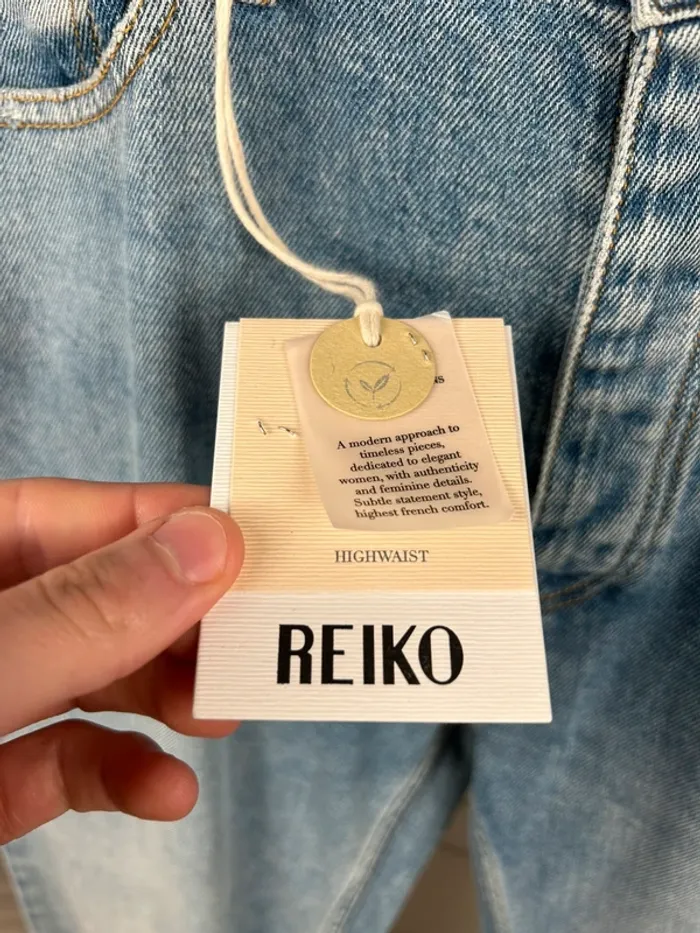 A modern approach to
timeless pieces,
dedicated to elegant
women, with authenticity
and feminine details.
Subtle statement style,
highest french comfort.
HIGHWAIST
REIKO